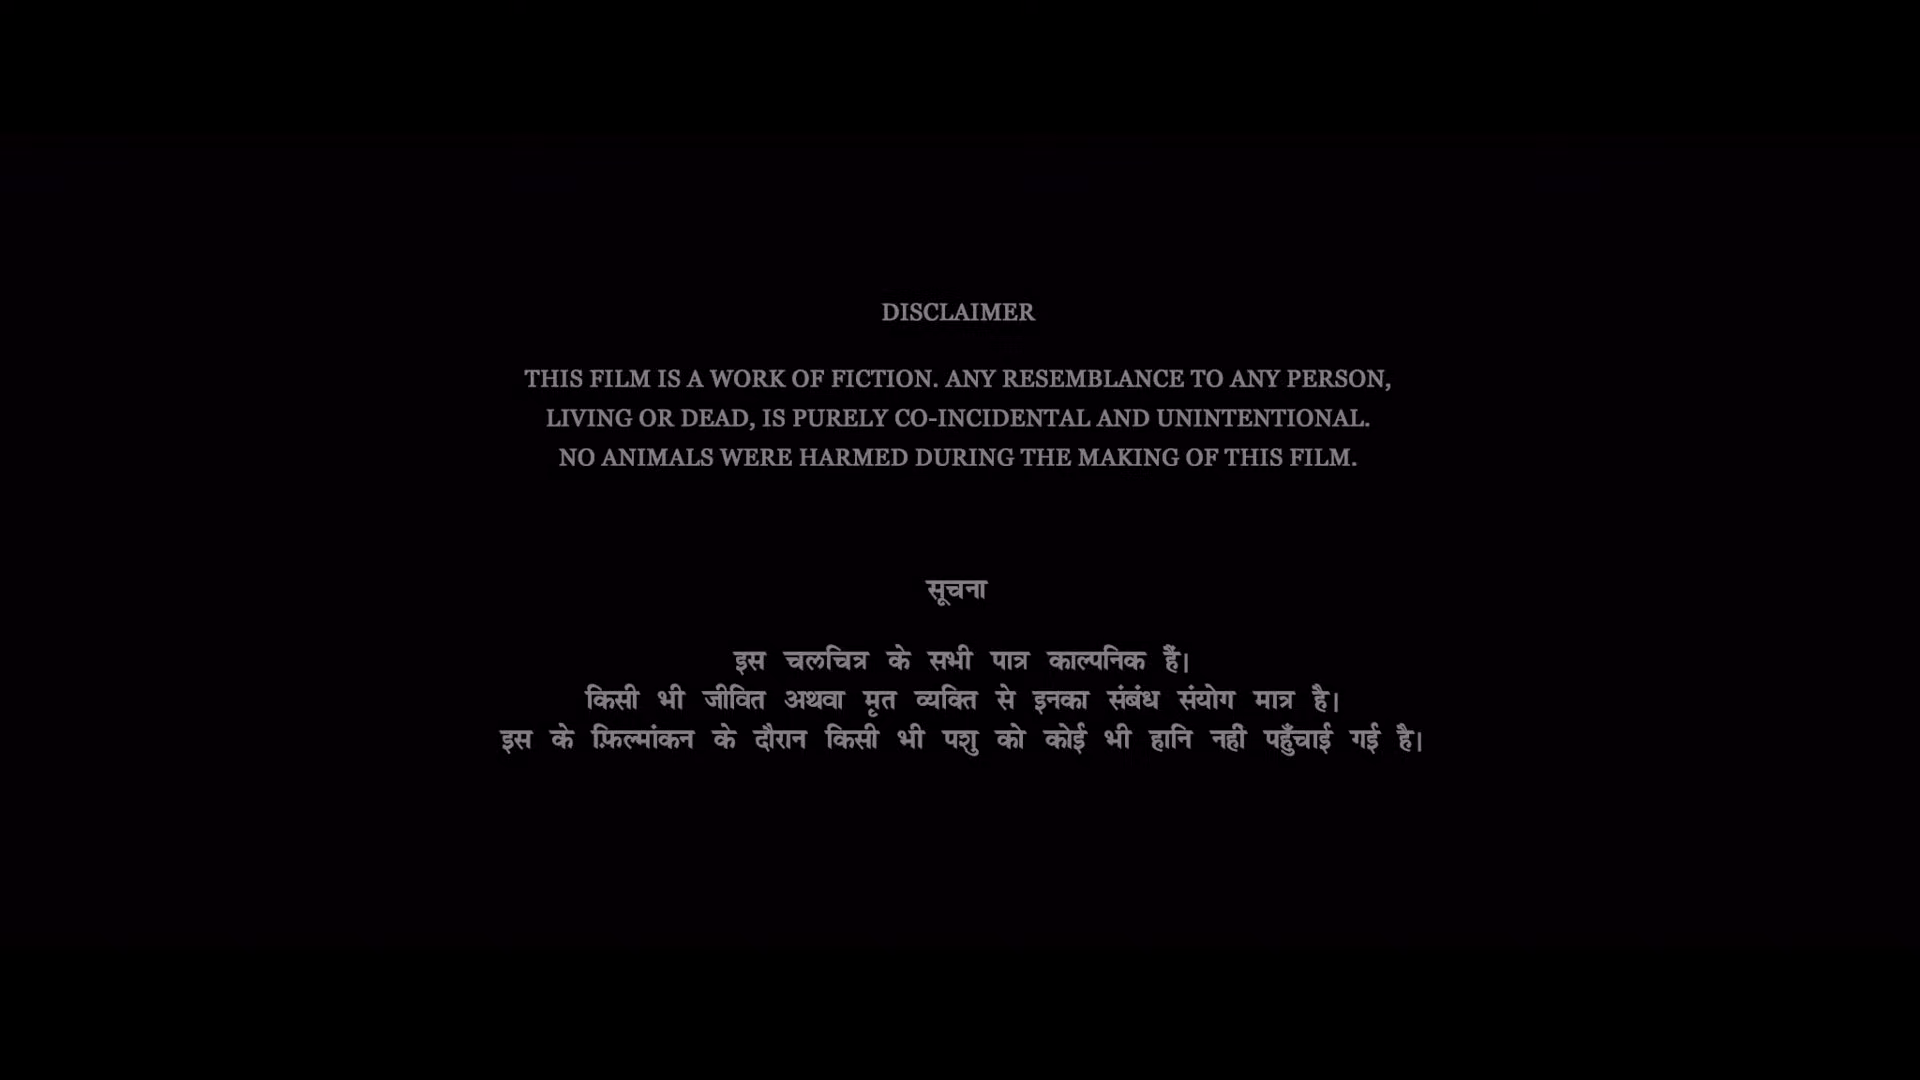 DISCLAIMER
THIS FILM IS A WORK OF FICTION. ANY RESEMBLANCE TO ANY PERSON,
LIVING OR DEAD, IS PURELY CO-INCIDENTAL AND UNINTENTIONAL.
NO ANIMALS WERE HARMED DURING THE MAKING OF THIS FILM.
सूचना
इस चलचित्र के सभी पात्र काल्पनिक हैं।
किसी भी जीवित अथवा मृत व्यक्ति से इनका संबंध संयोग मात्र है।
इस के फ़िल्मांकन के दौरान किसी भी पशु को कोई भी हानि नहीं पहुँचाई गई है।